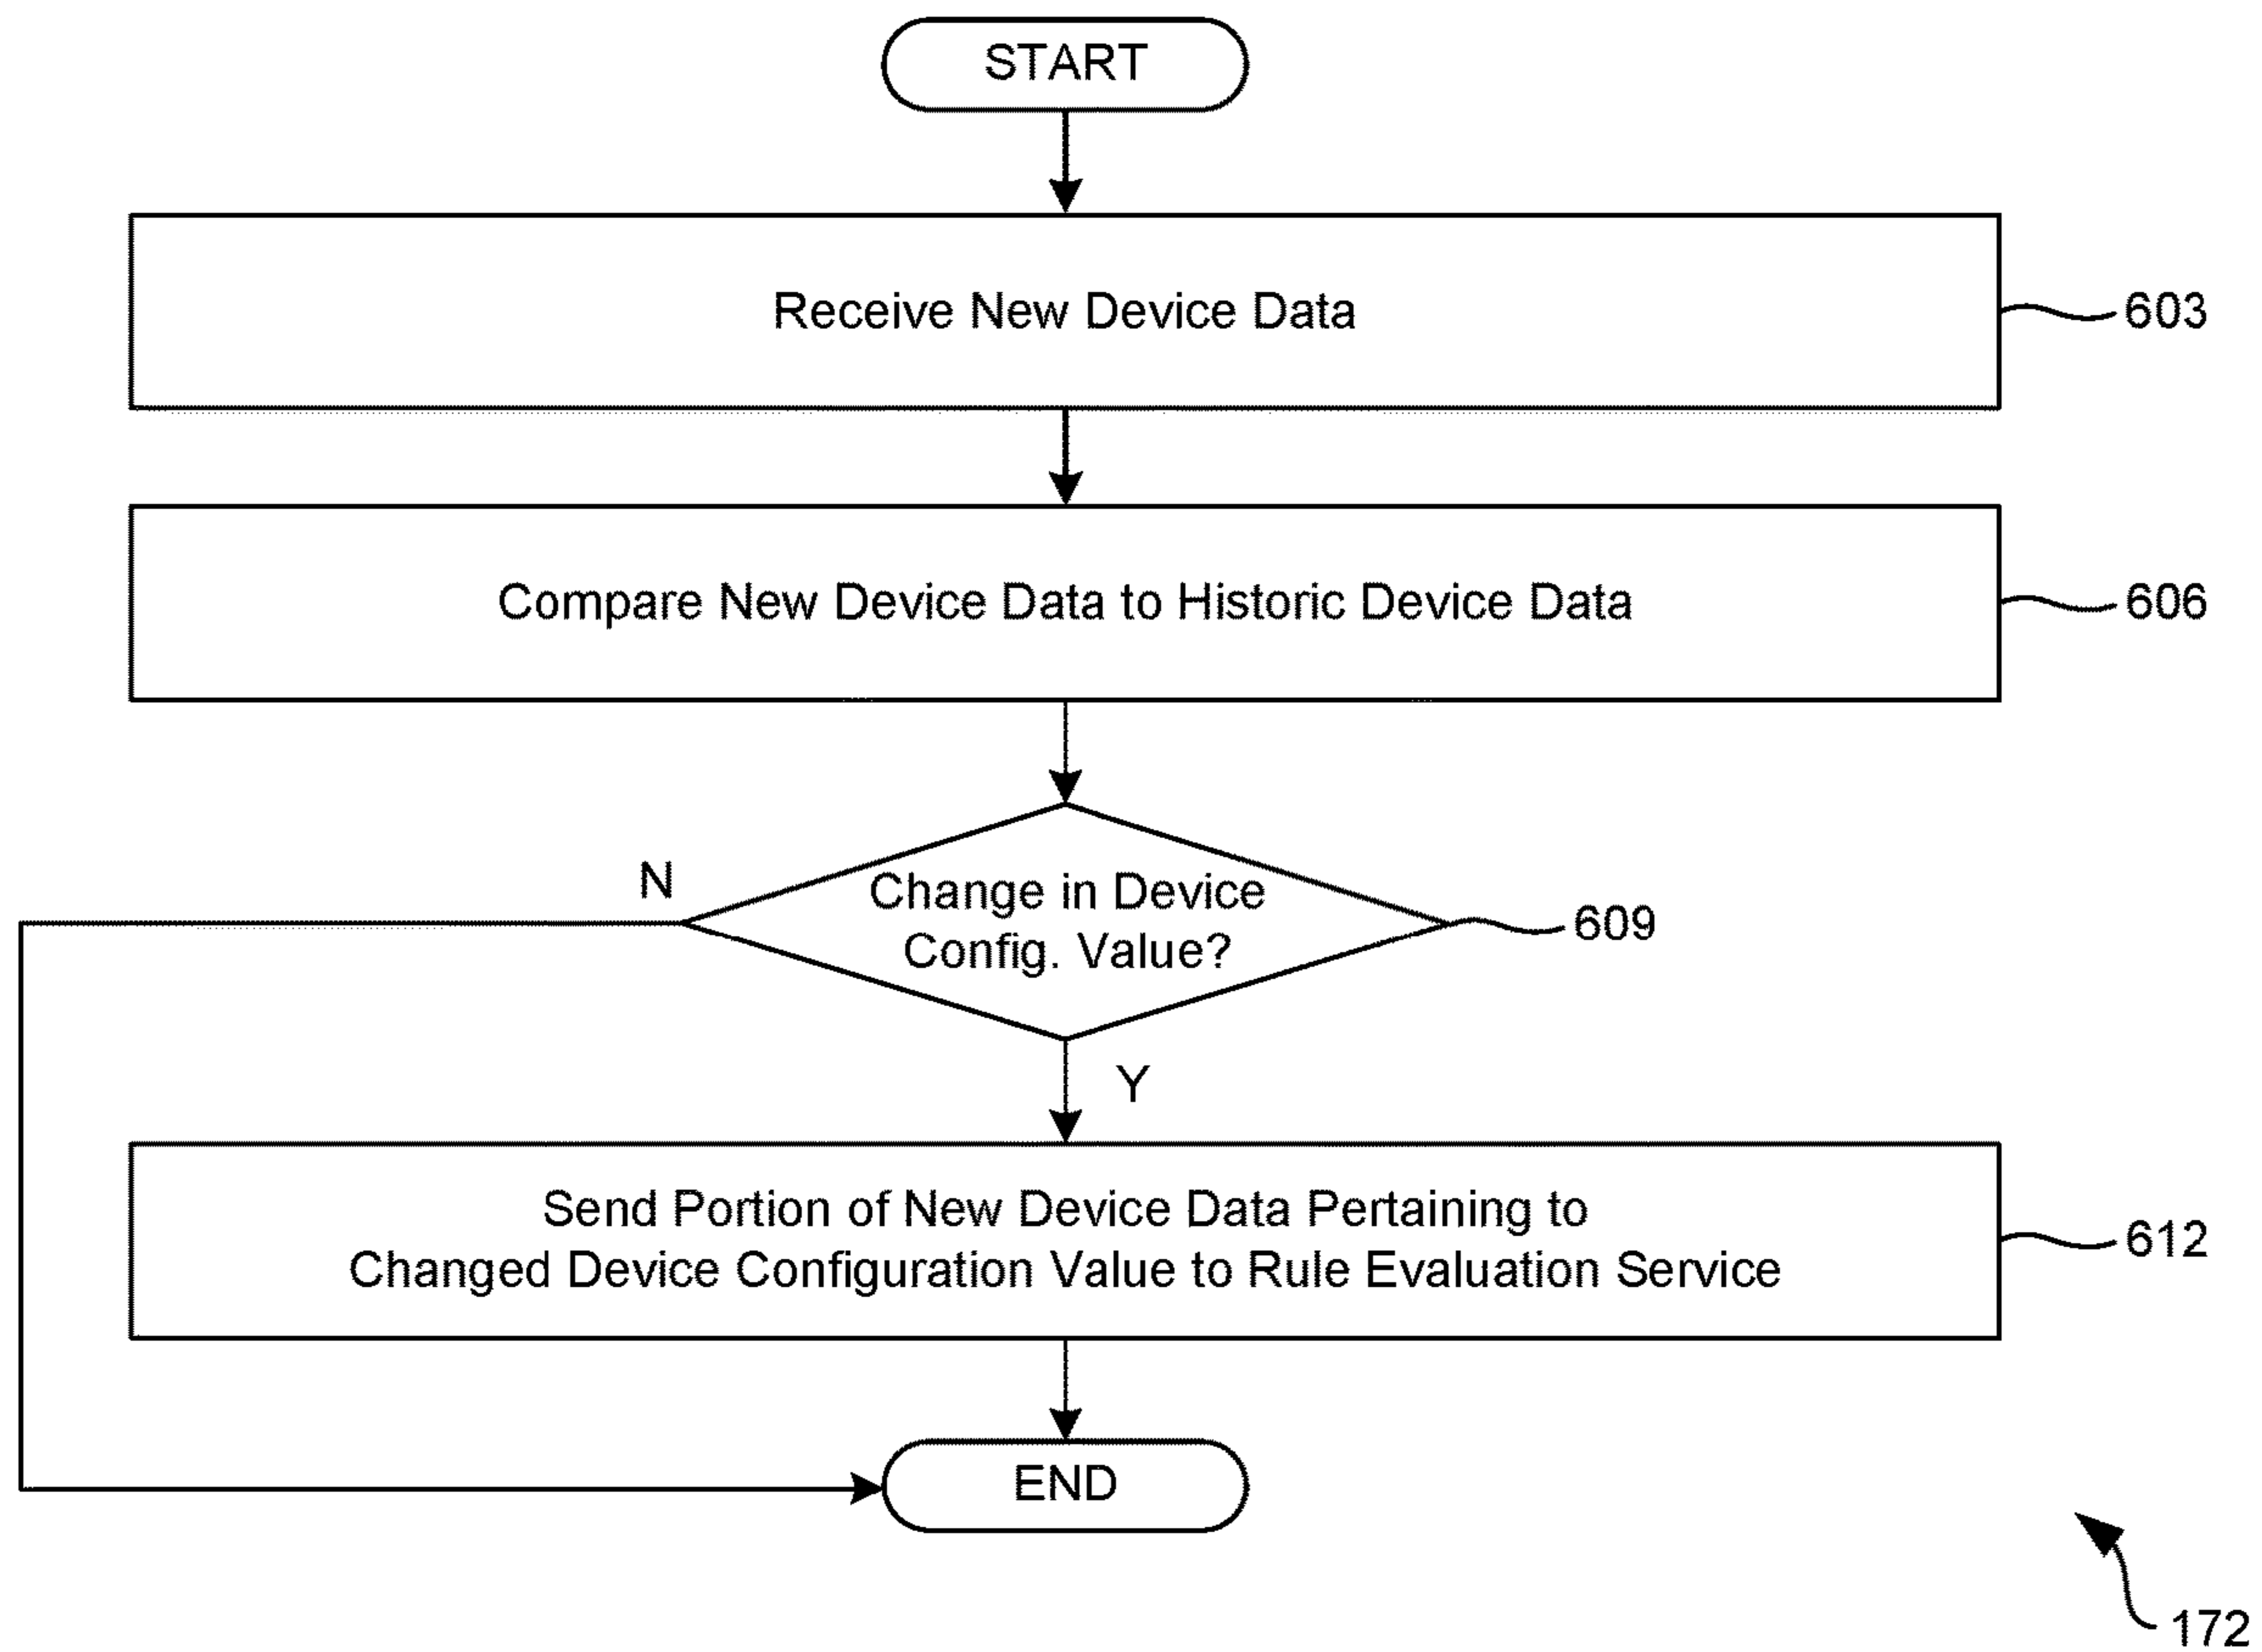 START
Receive New Device Data
603
Compare New Device Data to Historic Device Data
606
N
Change in Device
Config. Value?
609
Y
Send Portion of New Device Data Pertaining to
Changed Device Configuration Value to Rule Evaluation Service
612
END
172